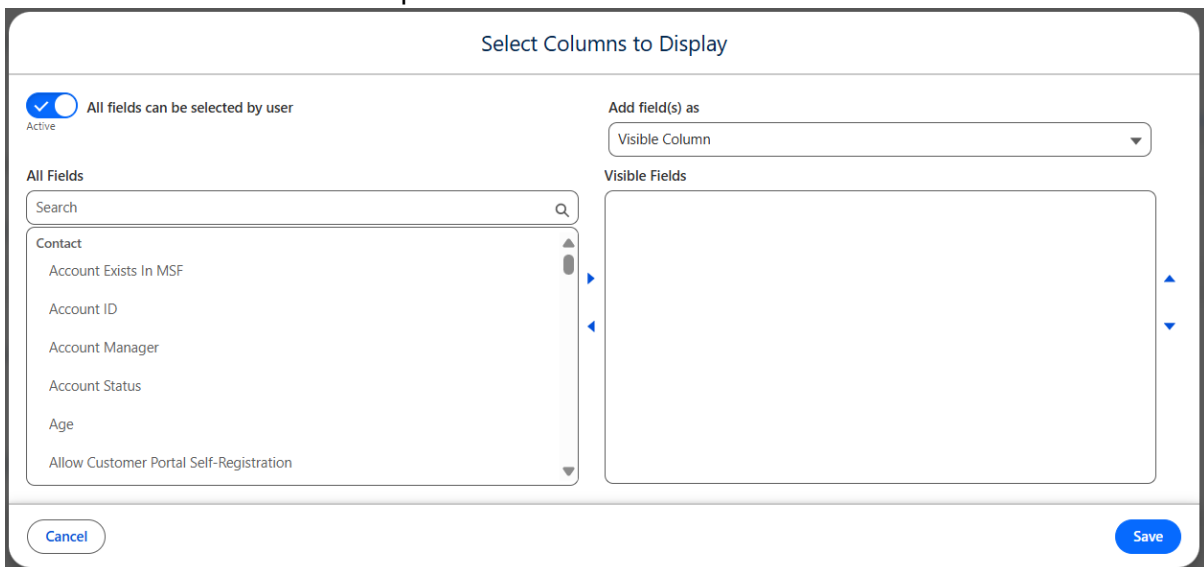 Select Columns to Display
All fields can be selected by user
Active
Add field(s) as
Visible Column
All Fields
Visible Fields
Search
Contact
Account Exists In MSF
Account ID
Account Manager
Account Status
Age
Allow Customer Portal Self-Registration
Cancel
Save